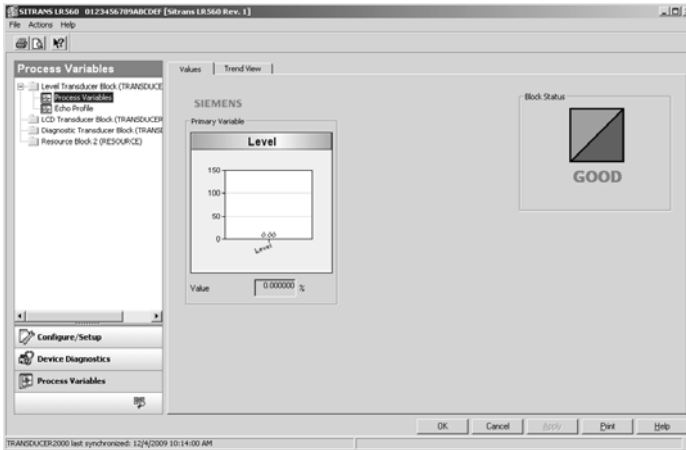 SITRANS LR560 0123456789ABCDEF [Sitrans LR560 Rev. 1]
File Actions Help
Process Variables
Level Transducer Block (TRANSDUCE
Process Variables
Echo Profile
LCD Transducer Block (TRANSDUCER
Diagnostic Transducer Block (TRANSD
Resource Block 2 (RESOURCE)
Configure/Setup
Device Diagnostics
Process Variables
Values Trend View
SIEMENS
Primary Variable
Level
150
100
50
0
0.00
Level
Value 0.000000 %
Block Status
GOOD
OK Cancel Apply Print Help
TRANSDUCER2000 last synchronized: 12/4/2009 10:14:00 AM